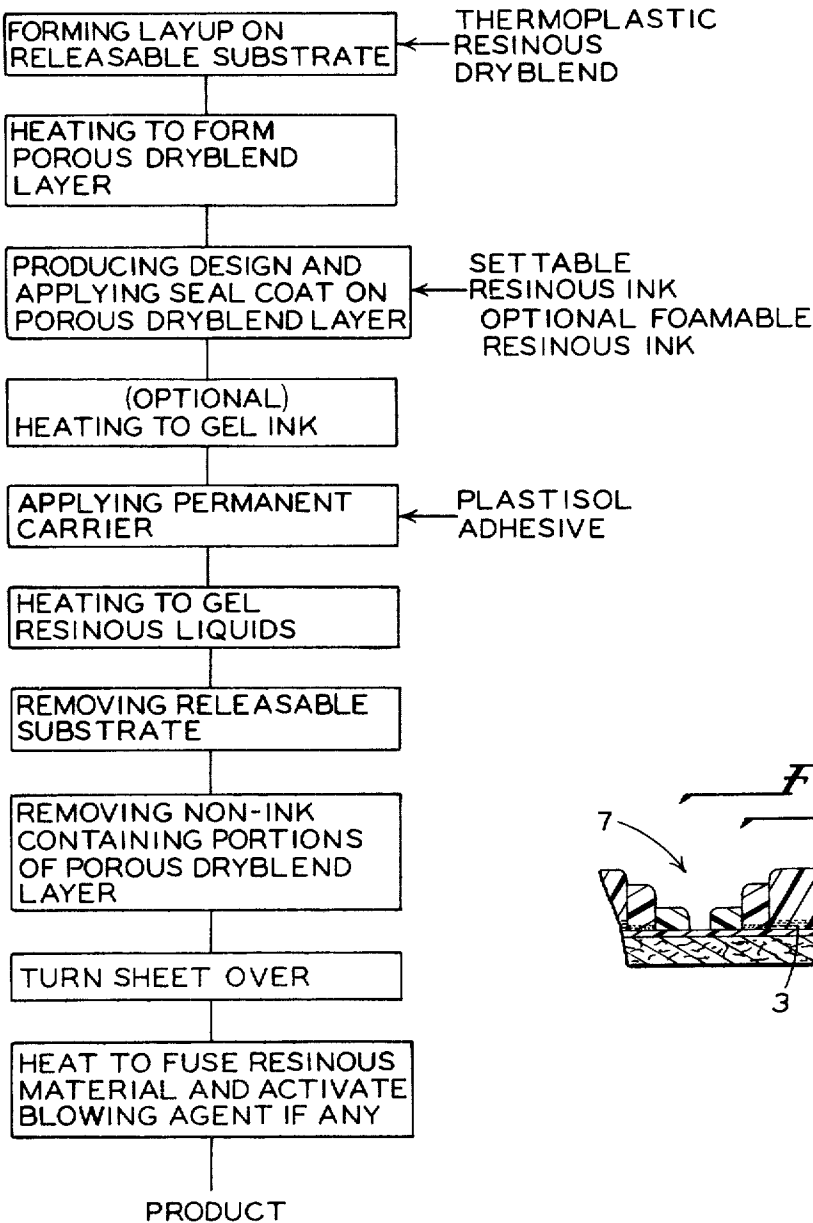 FORMING LAYUP ON
RELEASABLE SUBSTRATE
THERMOPLASTIC
RESINOUS
DRYBLEND
HEATING TO FORM
POROUS DRYBLEND
LAYER
PRODUCING DESIGN AND
APPLYING SEAL COAT ON
POROUS DRYBLEND LAYER
SETTABLE
RESINOUS INK
OPTIONAL FOAMABLE
RESINOUS INK
(OPTIONAL)
HEATING TO GEL INK
APPLYING PERMANENT
CARRIER
PLASTISOL
ADHESIVE
HEATING TO GEL
RESINOUS LIQUIDS
REMOVING RELEASABLE
SUBSTRATE
REMOVING NON-INK
CONTAINING PORTIONS
OF POROUS DRYBLEND
LAYER
F
7
3
TURN SHEET OVER
HEAT TO FUSE RESINOUS
MATERIAL AND ACTIVATE
BLOWING AGENT IF ANY
PRODUCT